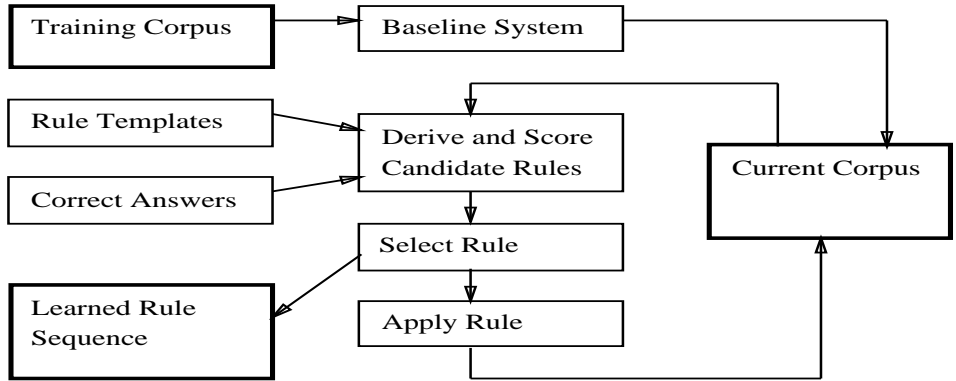 Training Corpus
Baseline System
Rule Templates
Derive and Score
Candidate Rules
Correct Answers
Current Corpus
Select Rule
Learned Rule
Sequence
Apply Rule